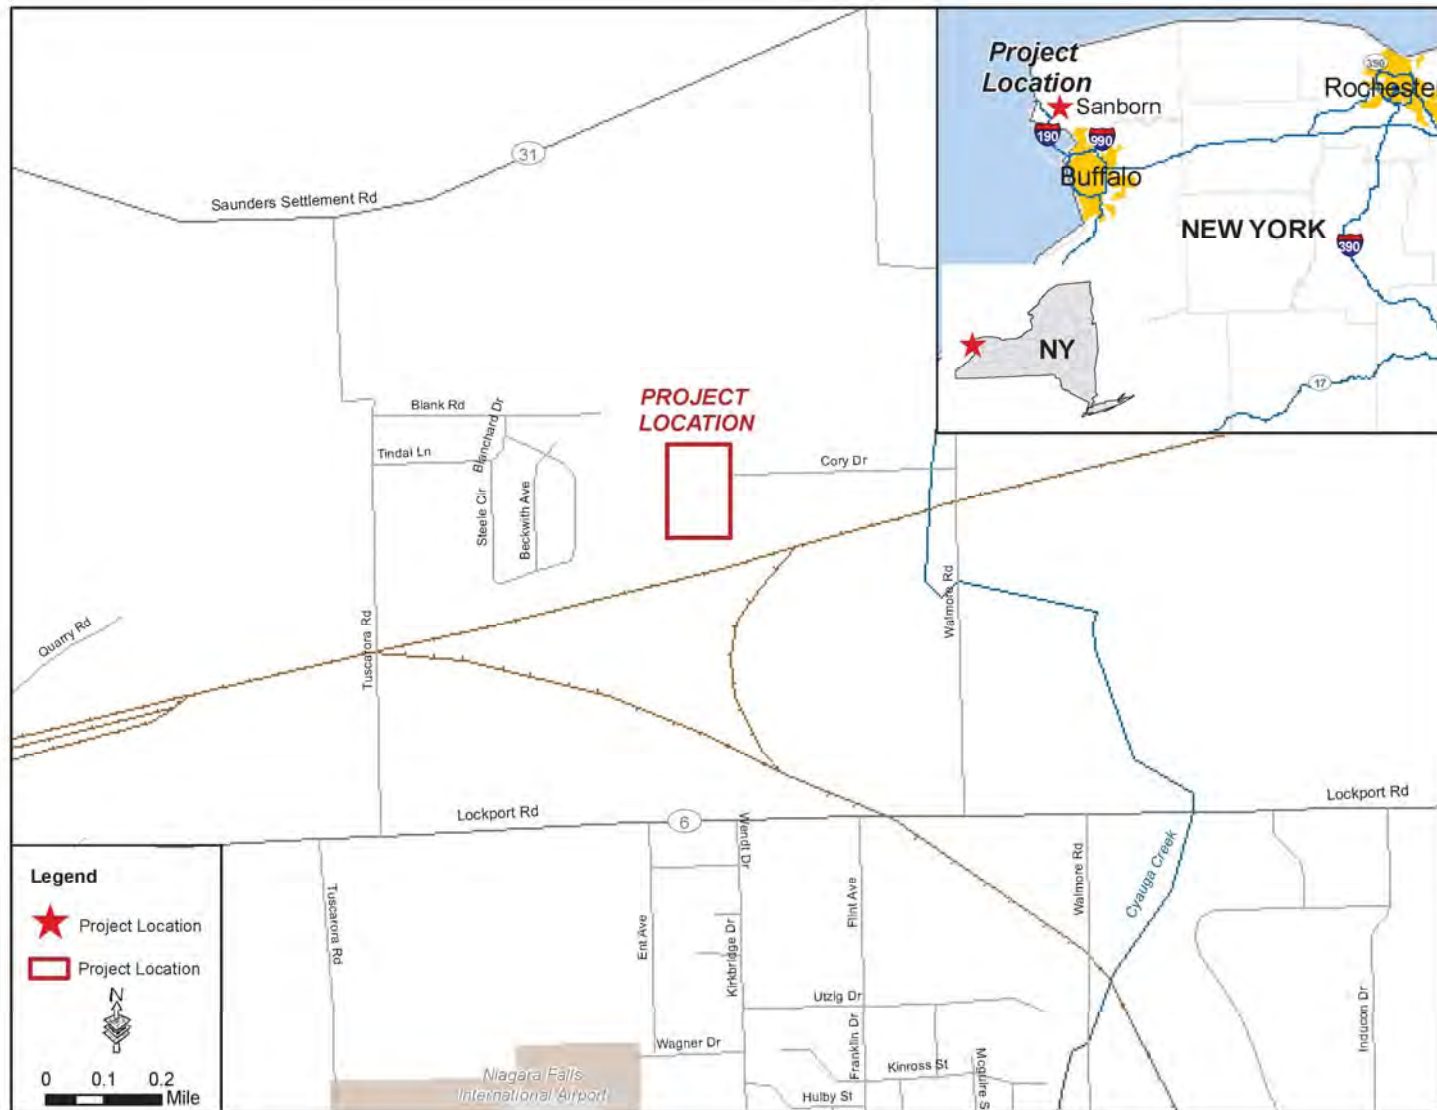 31
Saunders Settlement Rd
Project
Location
Sanborn
190
990
Buffalo
390
Rochester
NEW YORK
390
NY
17
PROJECT
LOCATION
Blank Rd
Blanchard Dr
Tindal Ln
Steele Cir
Beckwith Ave
Cory Dr
Quarry Rd
Tuscarora Rd
Walmore Rd
Lockport Rd
6
Lockport Rd
Tuscarora Rd
Ent Ave
Wendt Dr
Kirkbridge Dr
Flint Ave
Walmore Rd
Cyauga Creek
Utzig Dr
Franklin Dr
Wagner Dr
Kinross St
Mcguire S
Hulby St
Inducon Dr
Niagara Falls
International Airport
Legend
Project Location
Project Location
N
0 0.1 0.2
Mile